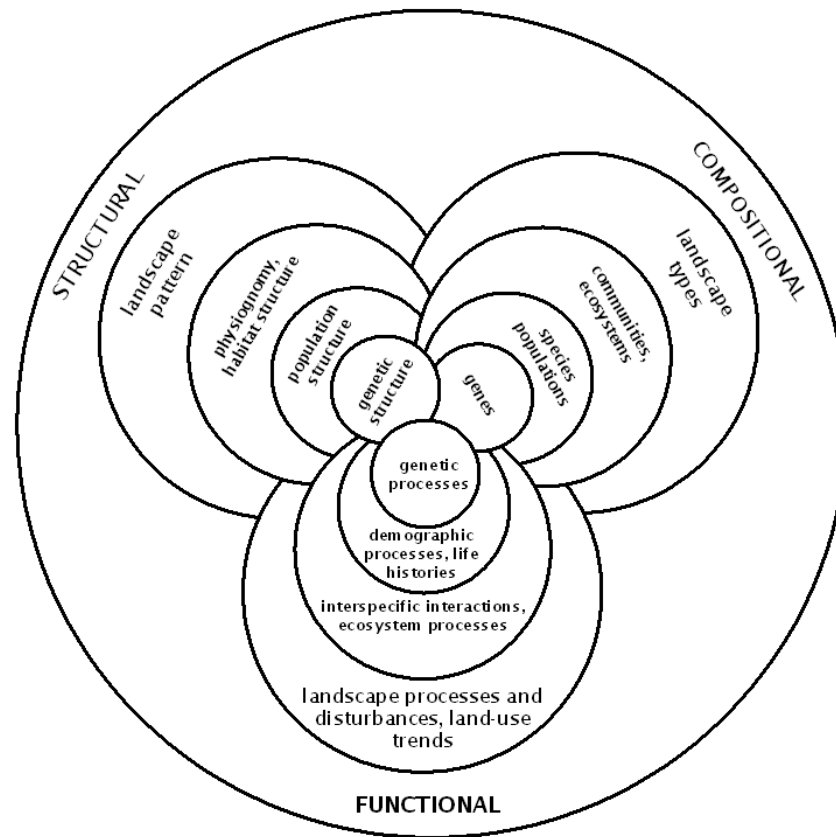 STRUCTURAL
COMPOSITIONAL
landscape
pattern
physiognomy,
habitat structure
population
structure
genetic
structure
genes
species
populations
communities,
ecosystems
landscape
types
genetic
processes
demographic
processes, life
histories
interspecific interactions,
ecosystem processes
landscape processes and
disturbances, land-use
trends
FUNCTIONAL